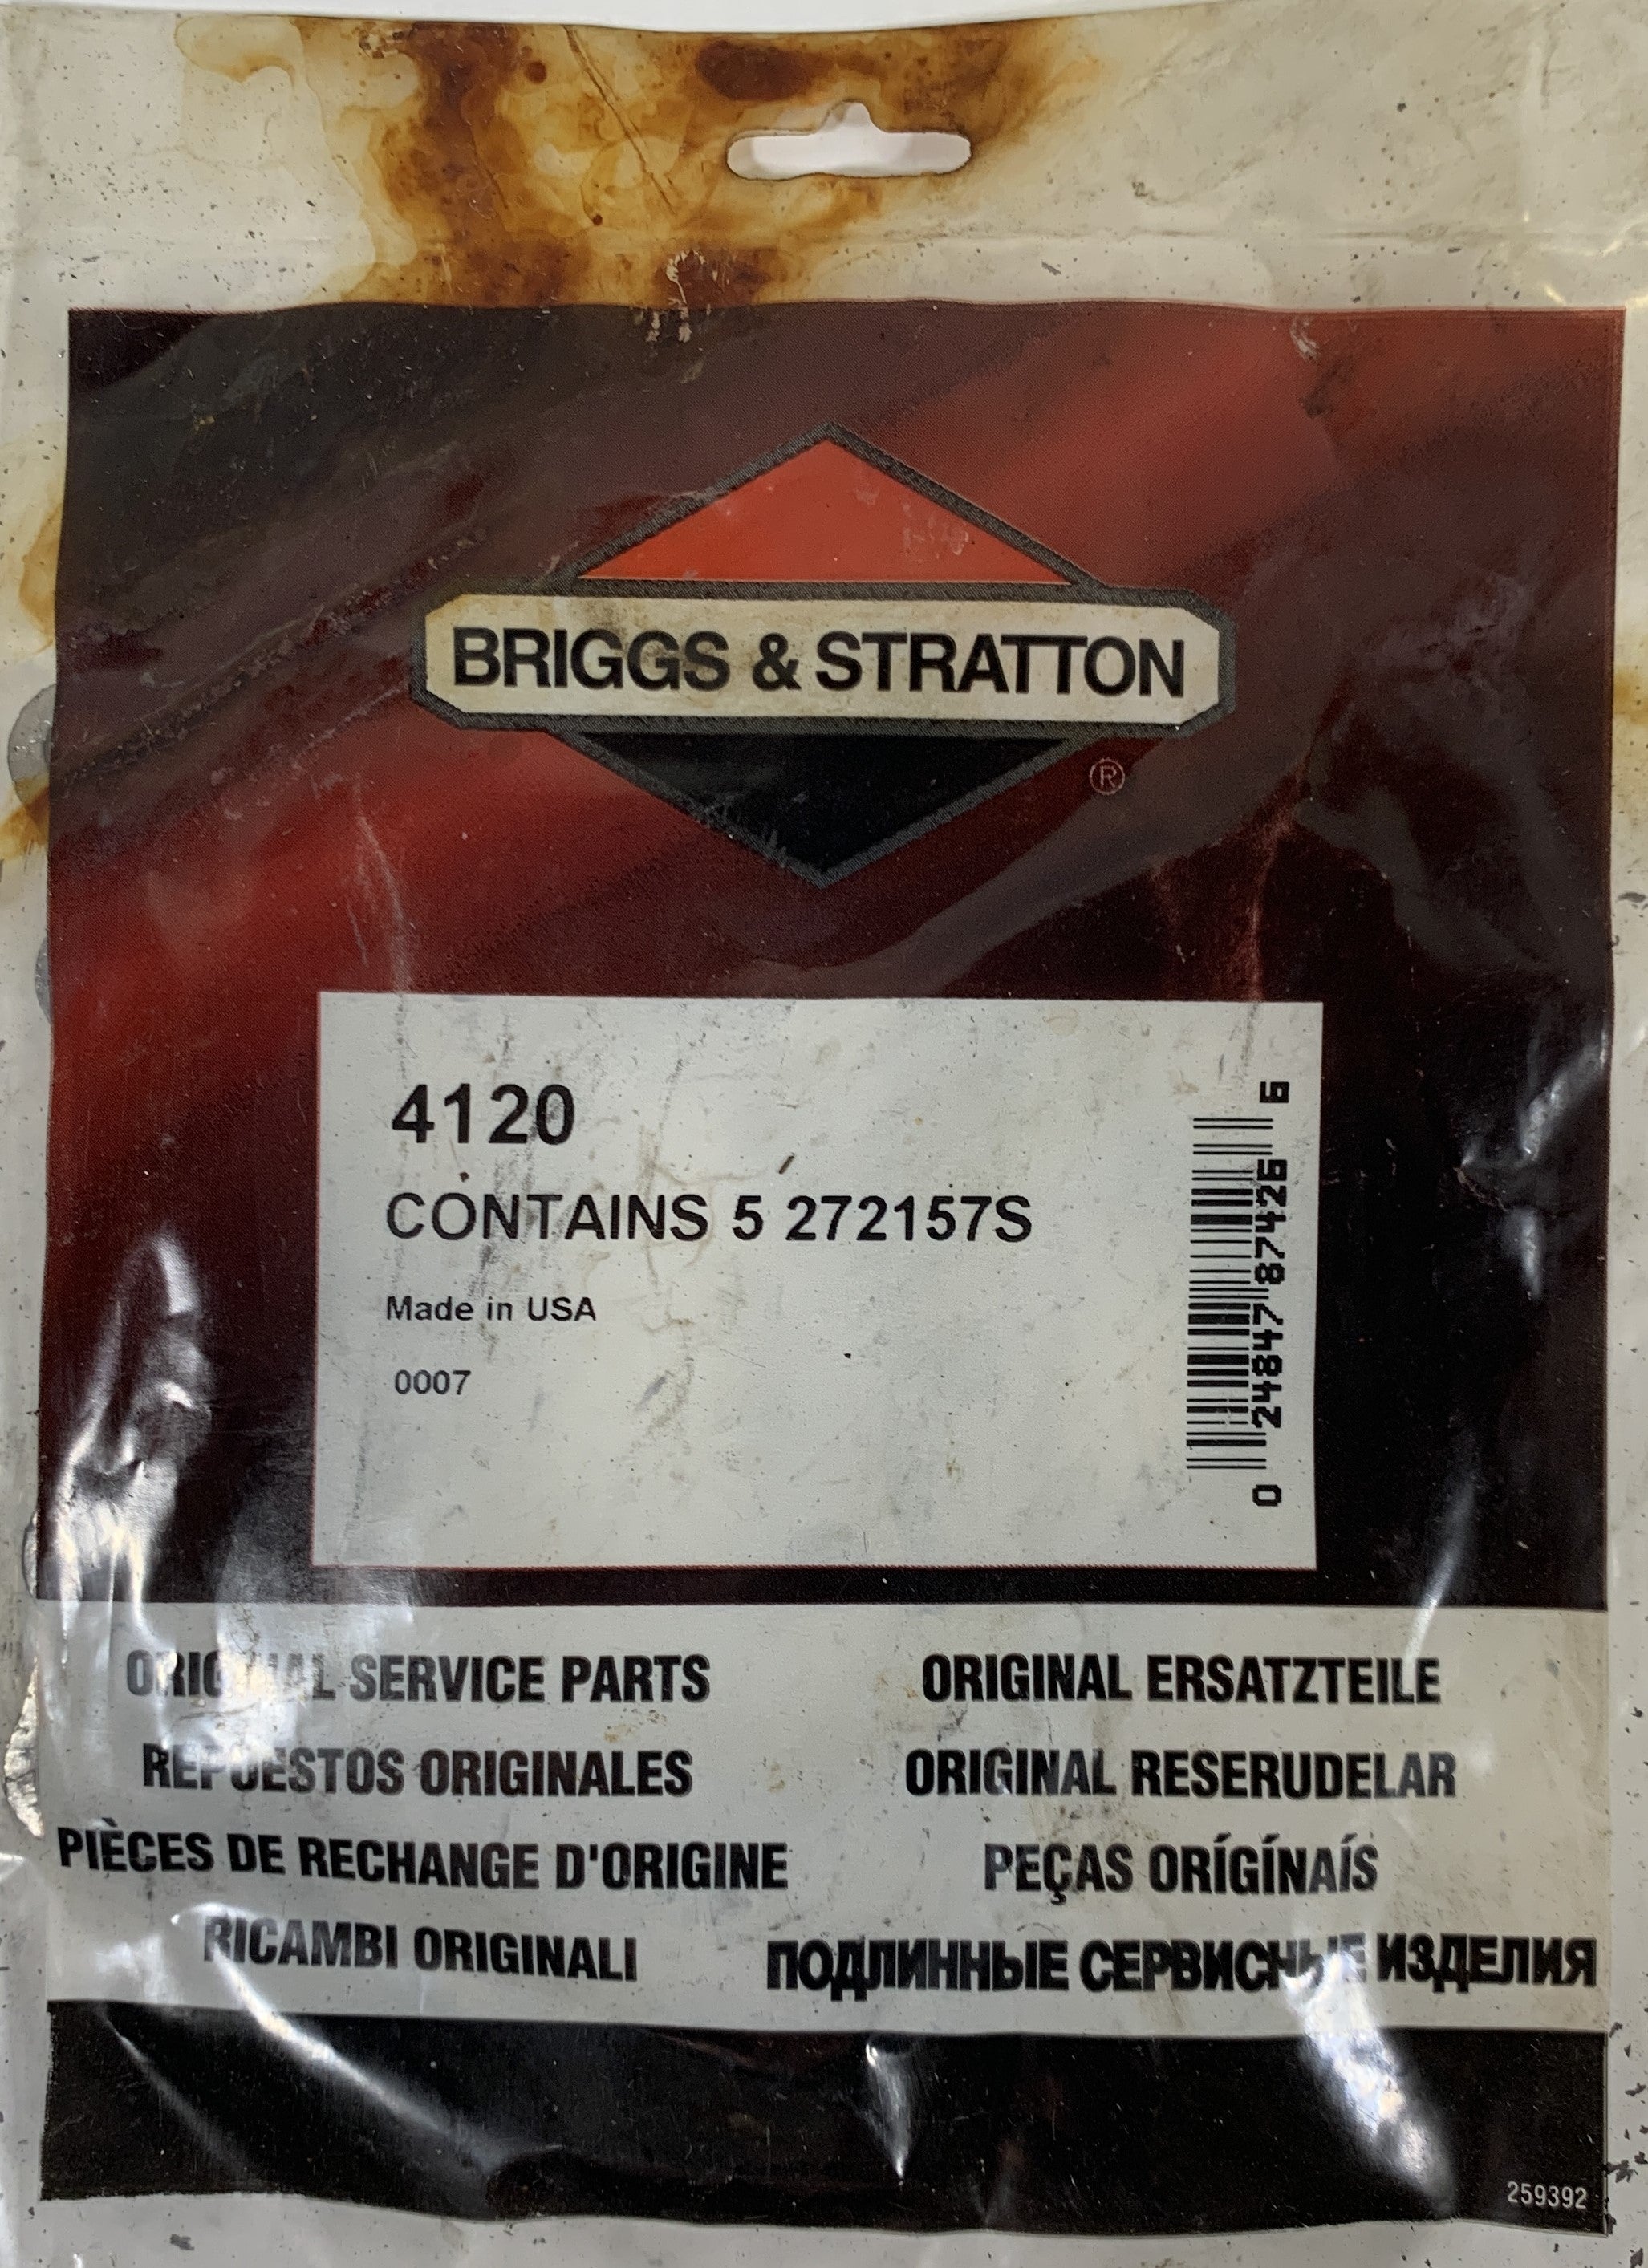 BRIGGS & STRATTON
®
4120
CONTAINS 5 272157S
Made in USA
0007
0 24847 87426 6
ORIGINAL SERVICE PARTS
REPUESTOS ORIGINALES
PIÈCES DE RECHANGE D'ORIGINE
RICAMBI ORIGINALI
ORIGINAL ERSATZTEILE
ORIGINAL RESERUDELAR
PEÇAS ORÍGÍNAÍS
ПОДЛИННЫЕ СЕРВИСНЫЕ ИЗДЕЛИЯ
259392